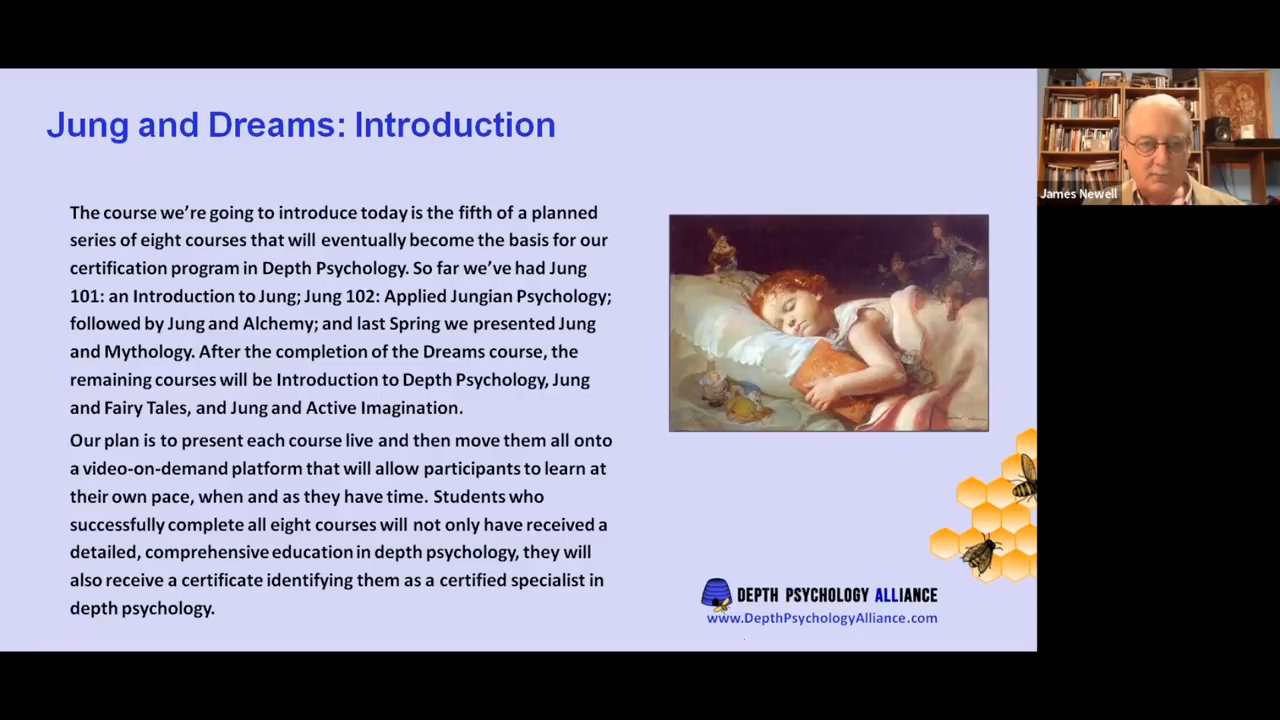 Jung and Dreams: Introduction
James Newell
The course we're going to introduce today is the fifth of a planned
series of eight courses that will eventually become the basis for our
certification program in Depth Psychology. So far we've had Jung
101: an Introduction to Jung; Jung 102: Applied Jungian Psychology;
followed by Jung and Alchemy; and last Spring we presented Jung
and Mythology. After the completion of the Dreams course, the
remaining courses will be Introduction to Depth Psychology, Jung
and Fairy Tales, and Jung and Active Imagination.
Our plan is to present each course live and then move them all onto
a video-on-demand platform that will allow participants to learn at
their own pace, when and as they have time. Students who
successfully complete all eight courses will not only have received a
detailed, comprehensive education in depth psychology, they will
also receive a certificate identifying them as a certified specialist in
depth psychology.
DEPTH PSYCHOLOGY ALLIANCE
www.DepthPsychologyAlliance.com